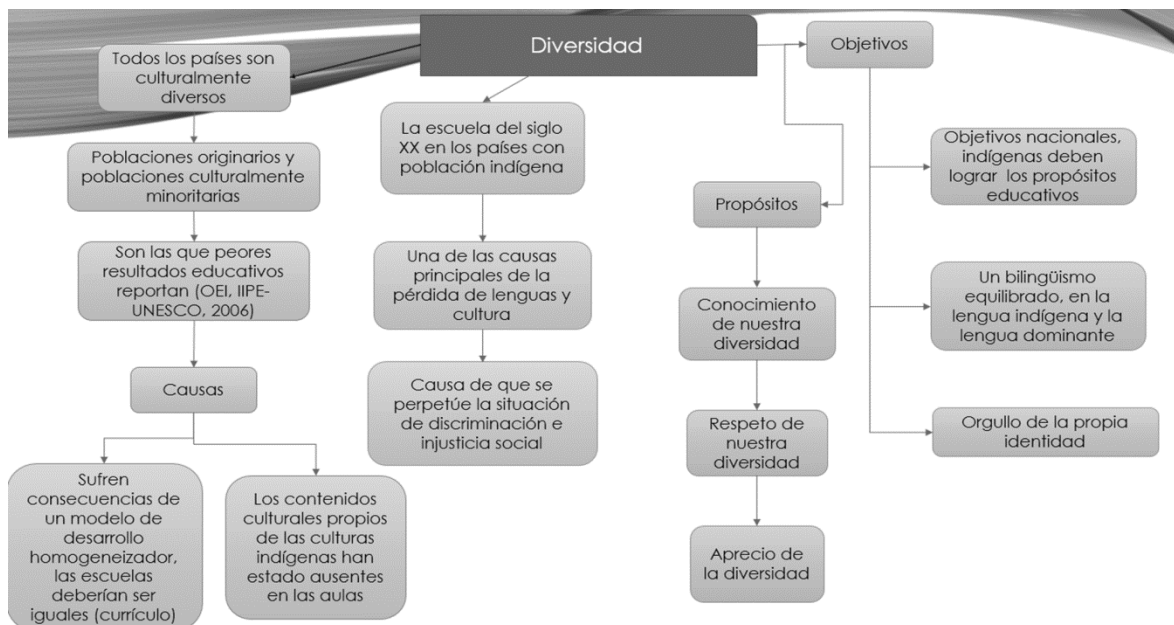 Diversidad
Todos los países son
culturalmente
diversos
Poblaciones originarios y
poblaciones culturalmente
minoritarias
Son las que peores
resultados educativos
reportan (OEI, IIPE-
UNESCO, 2006)
Causas
Sufren
consecuencias de
un modelo de
desarrollo
homogeneizador,
las escuelas
deberían ser
iguales (currículo)
Los contenidos
culturales propios
de las culturas
indígenas han
estado ausentes
en las aulas
La escuela del siglo
XX en los países con
población indígena
Una de las causas
principales de la
pérdida de lenguas y
cultura
Causa de que se
perpetúe la situación
de discriminación e
injusticia social
Propósitos
Conocimiento
de nuestra
diversidad
Respeto de
nuestra
diversidad
Aprecio de
la diversidad
Objetivos
Objetivos nacionales,
indígenas deben
lograr los propósitos
educativos
Un bilingüismo
equilibrado, en la
lengua indígena y la
lengua dominante
Orgullo de la propia
identidad